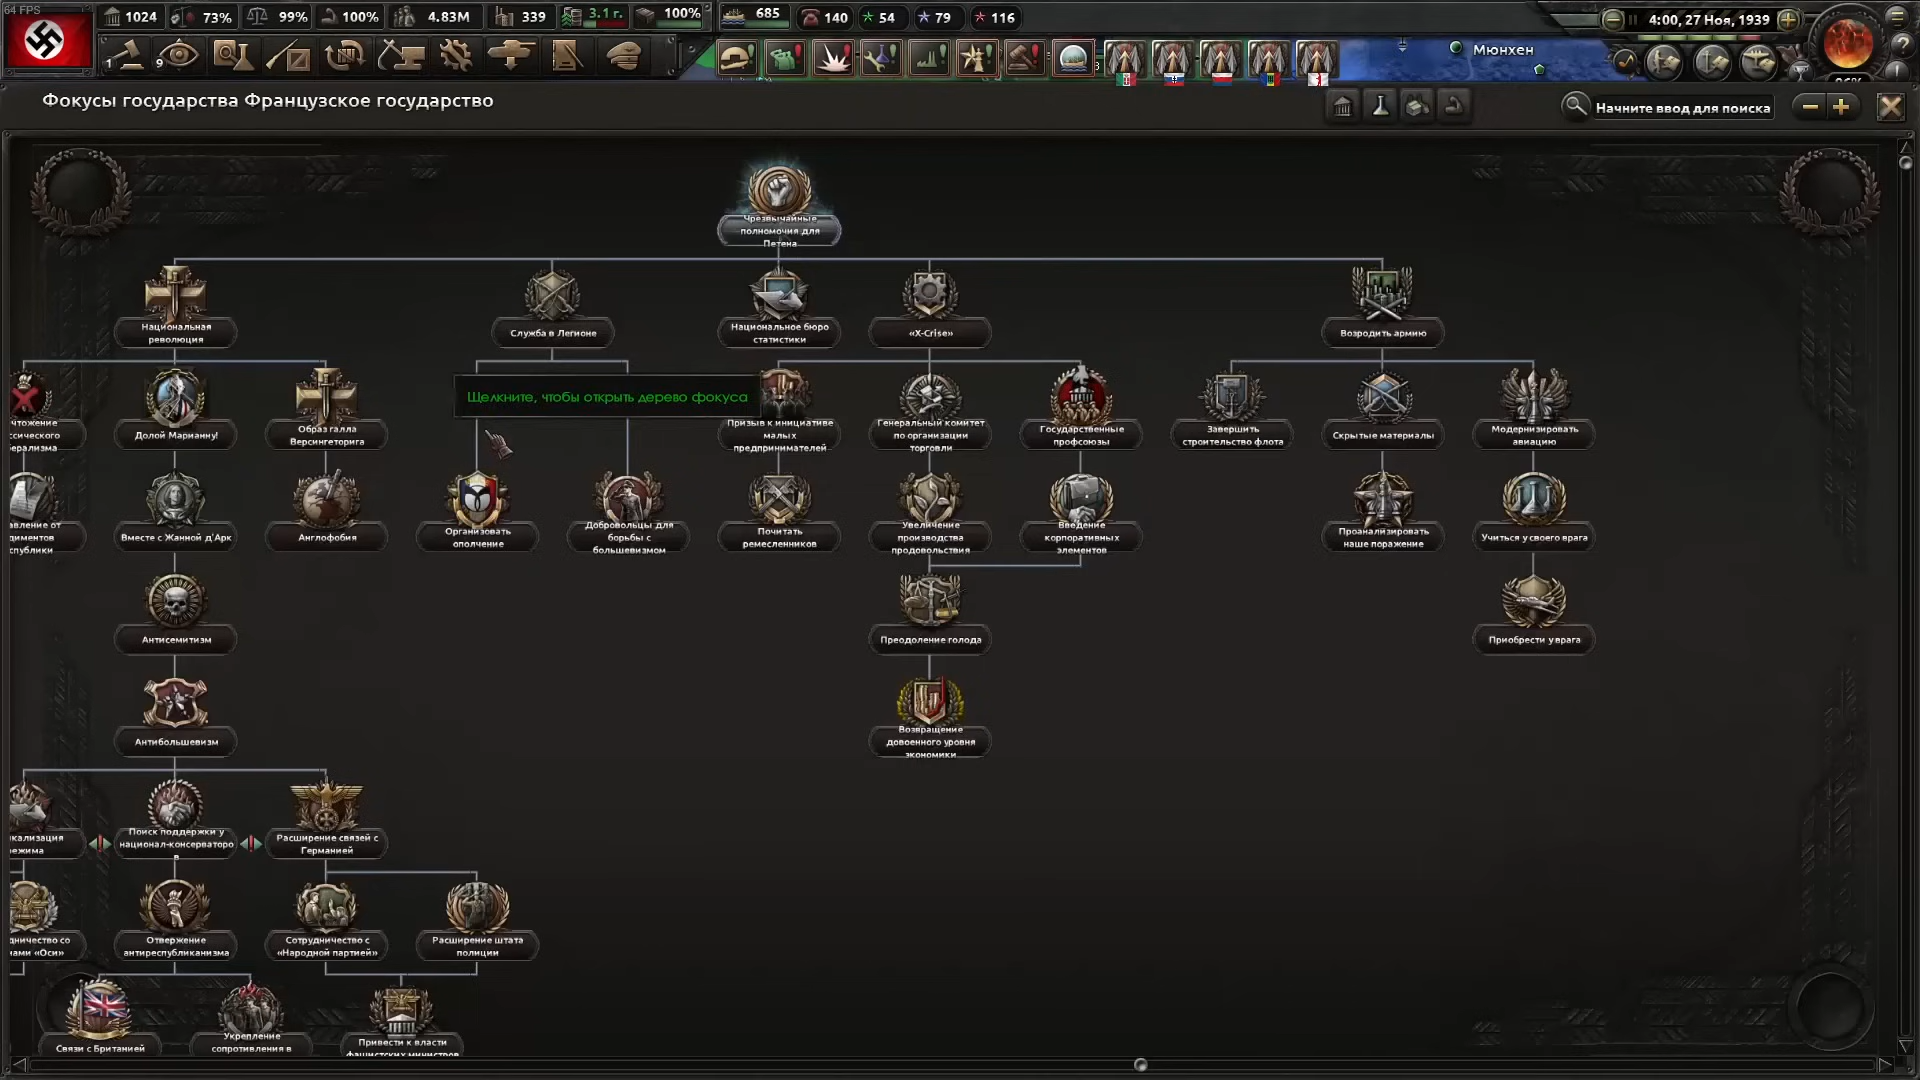 64 FPS
1024
73%
99%
100%
4.83M
339
3.1 г.
100%
685
140
54
79
116
4:00, 27 Ноя, 1939
1
9
Мюнхен
Фокусы государства Французское государство
Начните ввод для поиска
Чрезвычайные
полномочия для
Петена
Национальная
революция
Служба в Легионе
Национальное бюро
статистики
«X-Crise»
Возродить армию
Щелкните, чтобы открыть дерево фокуса
Долой Марианну!
Образ галла
Версингеторига
Призыв к инициативе
малых
предпринимателей
Генеральный комитет
по организации
торговли
Государственные
профсоюзы
Завершить
строительство флота
Скрытые материалы
Модернизировать
авиацию
Вместе с Жанной д'Арк
Англофобия
Организовать
ополчение
Добровольцы для
борьбы с
большевизмом
Почитать
ремесленников
Увеличение
производства
продовольствия
Введение
корпоративных
элементов
Проанализировать
наше поражение
Учиться у своего врага
Антисемитизм
Преодоление голода
Приобрести у врага
Антибольшевизм
Возвращение
довоенного уровня
экономики
Поиск поддержки у
национал-консерваторо
в
Расширение связей с
Германией
Отвержение
антиреспубликанизма
Сотрудничество с
«Народной партией»
Расширение штата
полиции
Связи с Британией
Укрепление
сопротивления в
Привести к власти
фашистских министров